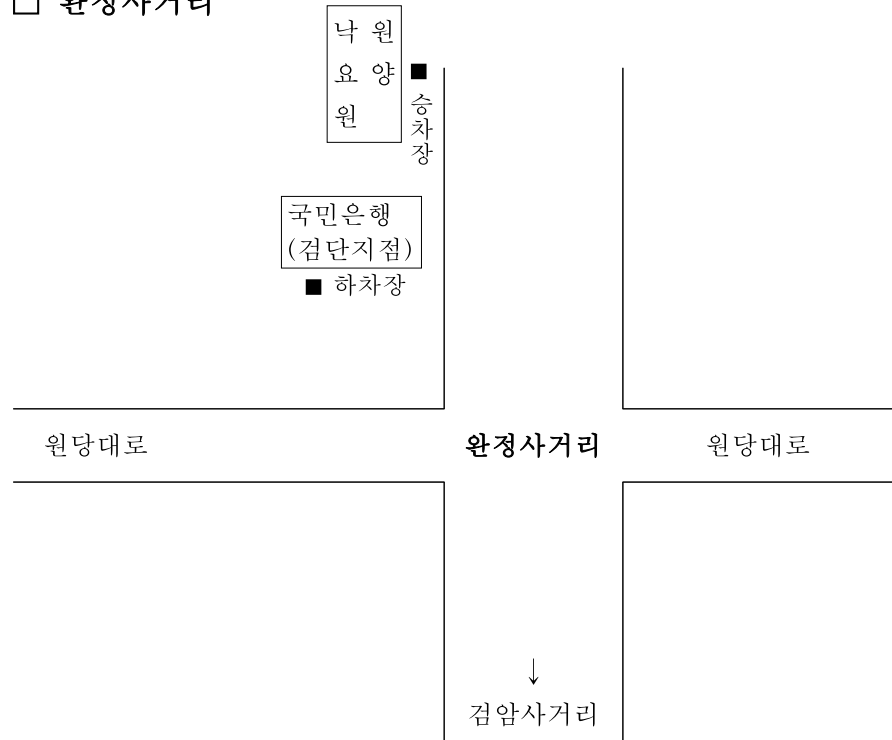 □ 완정사거리
낙 원
요 양
원
■
승차장
국민은행
(검단지점)
■ 하차장
원당대로
완정사거리
원당대로
↓
검암사거리